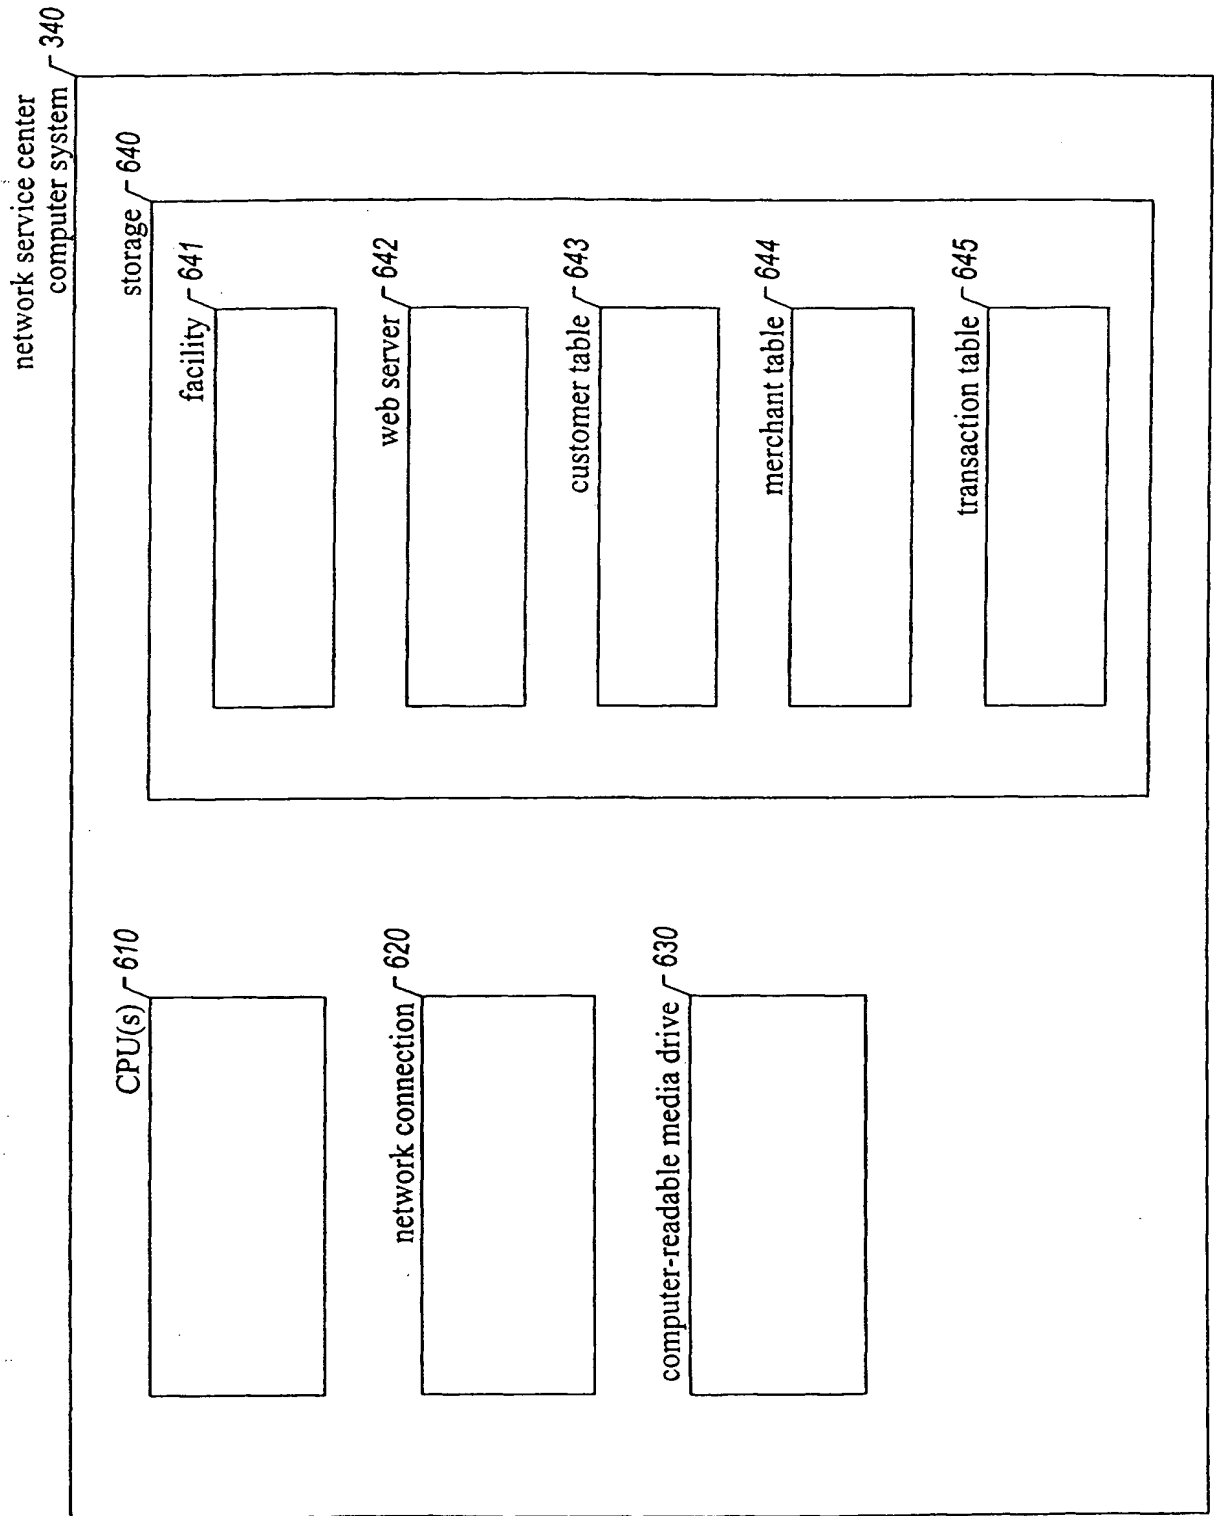 network service center
computer system 340
CPU(s) 610
network connection 620
computer-readable media drive 630
storage 640
facility 641
web server 642
customer table 643
merchant table 644
transaction table 645